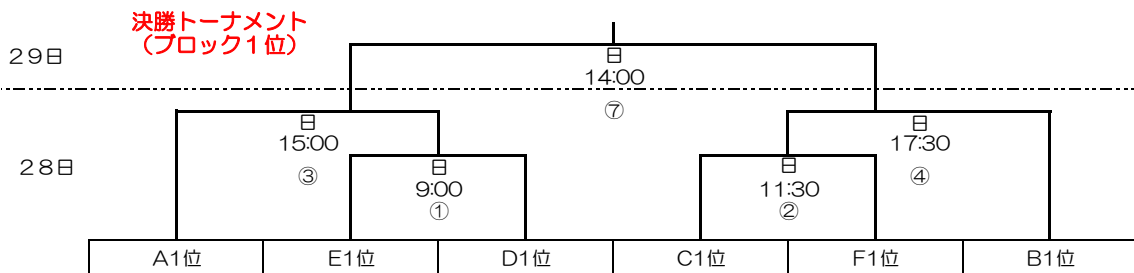 決勝トーナメント
（ブロック１位）
29日
日
14:00
⑦
日
15:00
③
日
17:30
④
28日
日
9:00
①
日
11:30
②
A1位 E1位 D1位 C1位 F1位 B1位